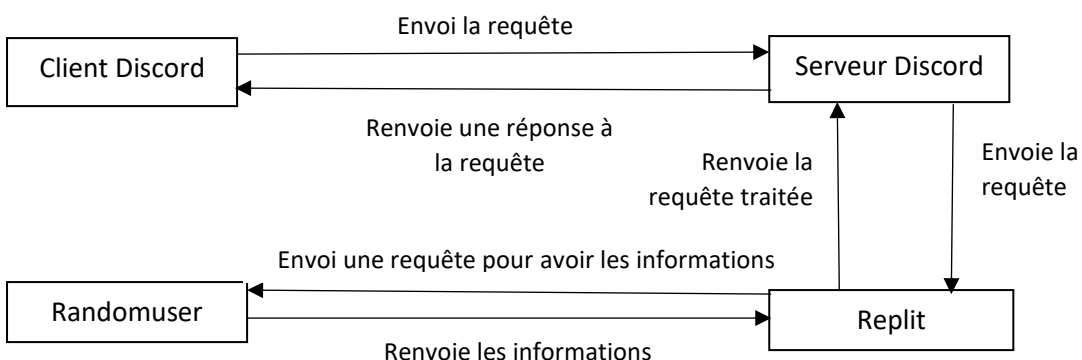 Envoi la requête
Client Discord
Serveur Discord
Renvoie une réponse à
la requête
Renvoie la
requête traitée
Envoie la
requête
Envoi une requête pour avoir les informations
Randomuser
Replit
Renvoie les informations